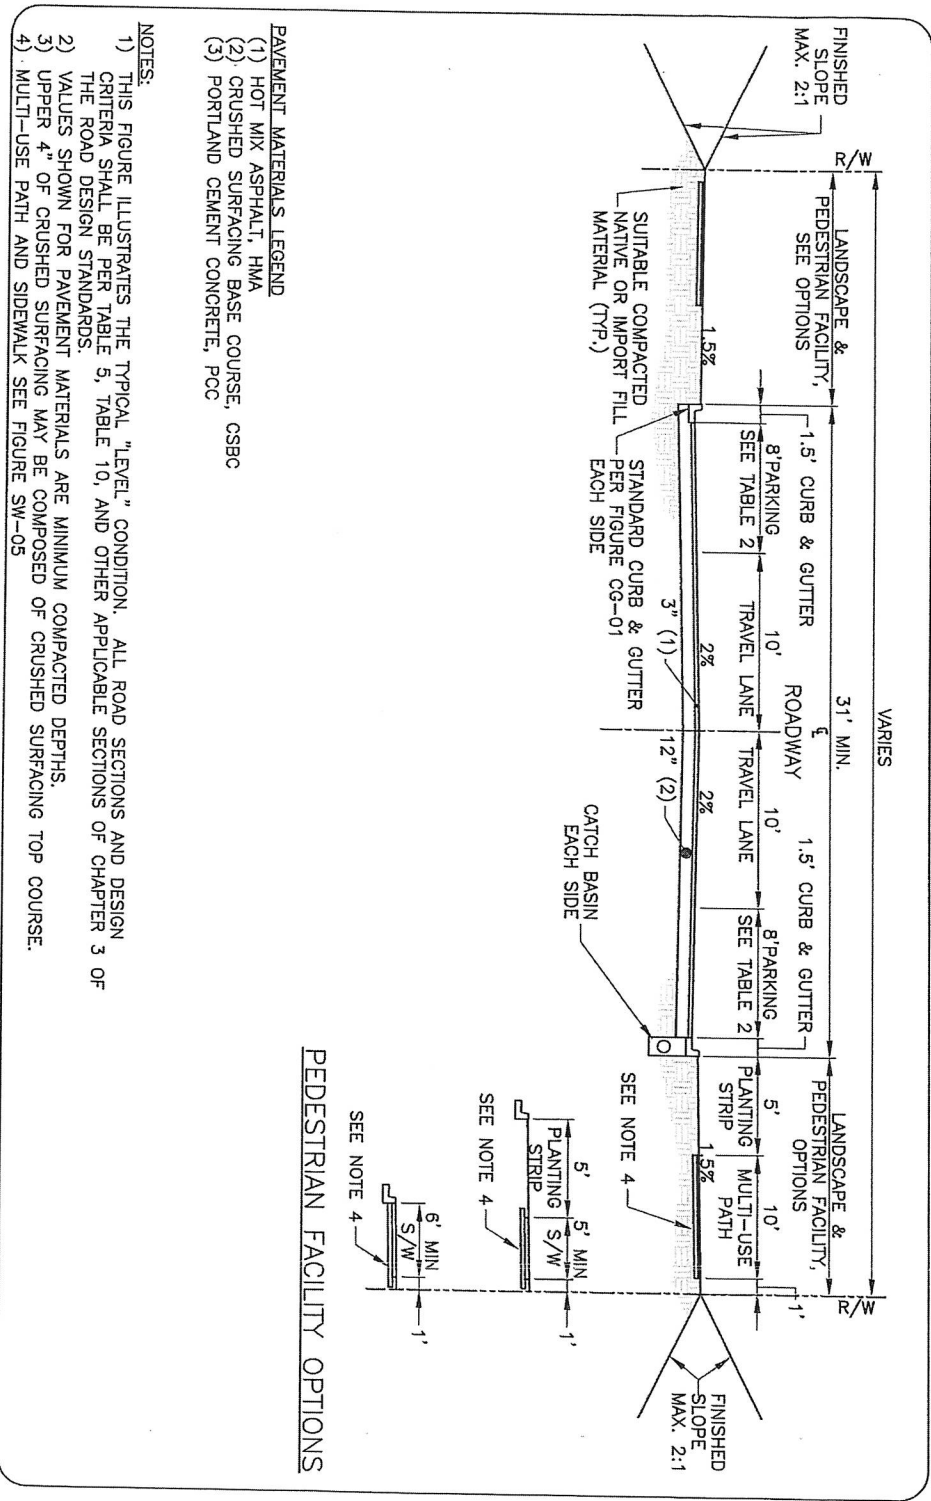 VARIES
R/W
R/W
LANDSCAPE &
PEDESTRIAN FACILITY,
SEE OPTIONS
31' MIN.
LANDSCAPE &
PEDESTRIAN FACILITY,
OPTIONS
1.5' CURB & GUTTER
ROADWAY
1.5' CURB & GUTTER
FINISHED
SLOPE
MAX. 2:1
8'PARKING
SEE TABLE 2
10'
TRAVEL LANE
10'
TRAVEL LANE
8'PARKING
SEE TABLE 2
5'
PLANTING
STRIP
10'
MULTI-USE
PATH
1'
FINISHED
SLOPE
MAX. 2:1
1.5%
2%
2%
1.5%
3" (1)
12" (2)
SUITABLE COMPACTED
NATIVE OR IMPORT FILL
MATERIAL (TYP.)
STANDARD CURB & GUTTER
PER FIGURE CG-01
EACH SIDE
CATCH BASIN
EACH SIDE
SEE NOTE 4
5'
PLANTING
STRIP
5' MIN
S/W
1'
SEE NOTE 4
6' MIN
S/W
1'
SEE NOTE 4
PEDESTRIAN FACILITY OPTIONS
PAVEMENT MATERIALS LEGEND
(1) HOT MIX ASPHALT, HMA
(2) CRUSHED SURFACING BASE COURSE, CSBC
(3) PORTLAND CEMENT CONCRETE, PCC
NOTES:
1) THIS FIGURE ILLUSTRATES THE TYPICAL "LEVEL" CONDITION. ALL ROAD SECTIONS AND DESIGN
CRITERIA SHALL BE PER TABLE 5, TABLE 10, AND OTHER APPLICABLE SECTIONS OF CHAPTER 3 OF
THE ROAD DESIGN STANDARDS.
2) VALUES SHOWN FOR PAVEMENT MATERIALS ARE MINIMUM COMPACTED DEPTHS.
3) UPPER 4" OF CRUSHED SURFACING MAY BE COMPOSED OF CRUSHED SURFACING TOP COURSE.
4) MULTI-USE PATH AND SIDEWALK SEE FIGURE SW-05